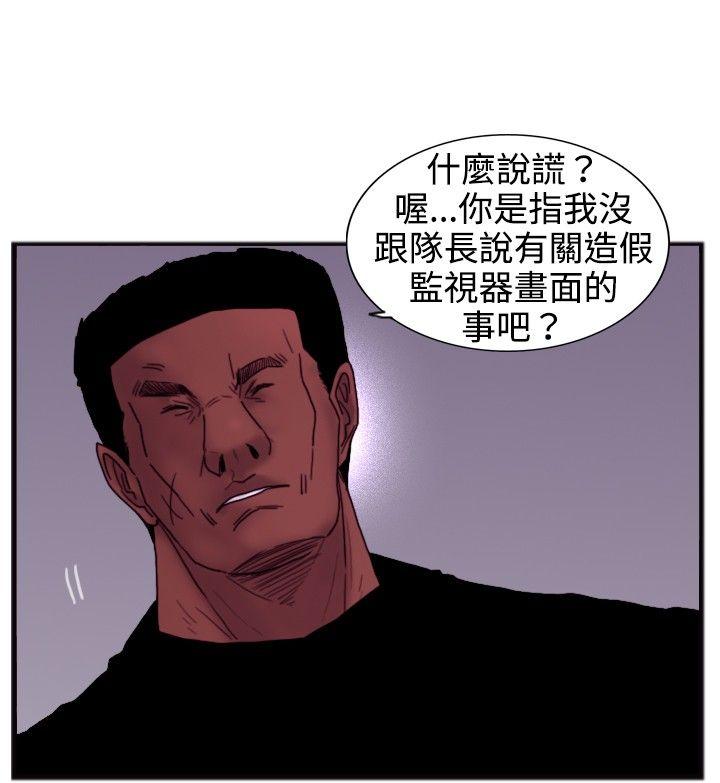 什麼說謊？
喔...你是指我沒
跟隊長說有關造假
監視器畫面的
事吧？